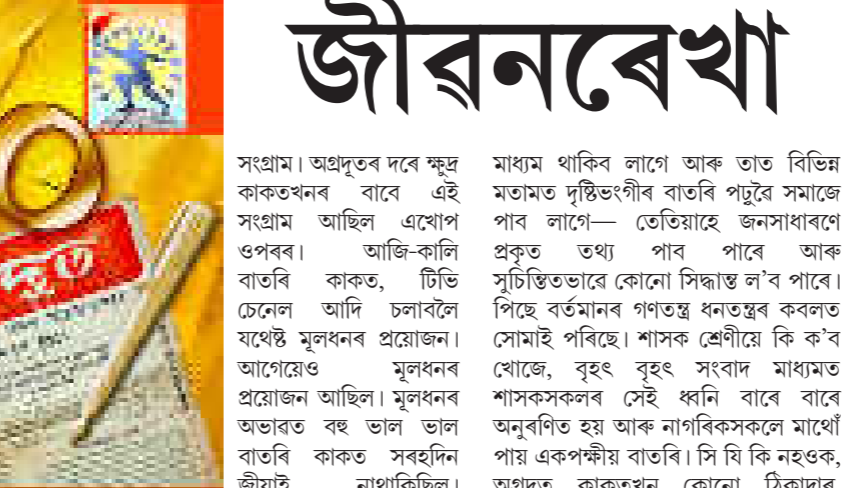 জীৱনৰেখা
দূত
সংগ্ৰাম। অগ্ৰদূতৰ দৰে ক্ষুদ্ৰ
কাকতখনৰ বাবে এই
সংগ্ৰাম আছিল এখোপ
ওপৰৰ। আজি-কালি
বাতৰি কাকত, টিভি
চেনেল আদি চলাবলৈ
যথেষ্ট মূলধনৰ প্ৰয়োজন।
আগেয়েও মূলধনৰ
প্ৰয়োজন আছিল। মূলধনৰ
অভাৱত বহু ভাল ভাল
বাতৰি কাকত সৰহদিন
জীয়াই নাথাকিছিল।
মাধ্যম থাকিব লাগে আৰু তাত বিভিন্ন
মতামত দৃষ্টিভংগীৰ বাতৰি পঢ়ুৱৈ সমাজে
পাব লাগে— তেতিয়াহে জনসাধাৰণে
প্ৰকৃত তথ্য পাব পাৰে আৰু
সুচিন্তিতভাৱে কোনো সিদ্ধান্ত ল'ব পাৰে।
পিছে বৰ্তমানৰ গণতন্ত্ৰ ধনতন্ত্ৰৰ কবলত
সোমাই পৰিছে। শাসক শ্ৰেণীয়ে কি ক'ব
খোজে, বৃহৎ বৃহৎ সংবাদ মাধ্যমত
শাসকসকলৰ সেই ধ্বনি বাৰে বাৰে
অনুৰণিত হয় আৰু নাগৰিকসকলে মাথোঁ
পায় একপক্ষীয় বাতৰি। সি যি কি নহওক,
অগ্ৰদূত কাকতখন কোনো ঠিকাদাৰ,